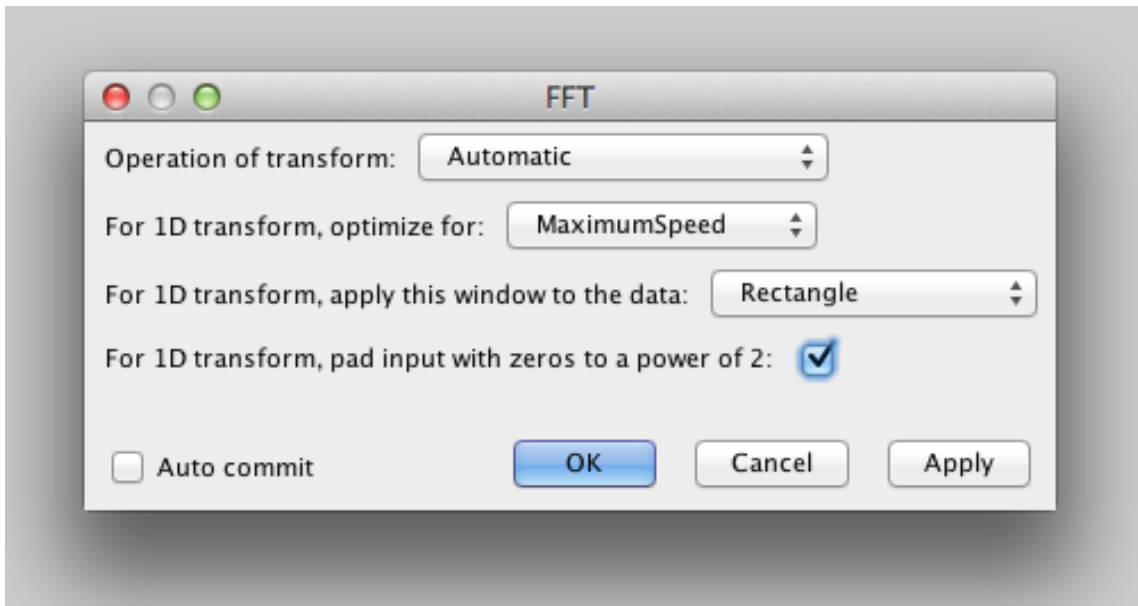 FFT
Operation of transform: Automatic
For 1D transform, optimize for: MaximumSpeed
For 1D transform, apply this window to the data: Rectangle
For 1D transform, pad input with zeros to a power of 2:
Auto commit OK Cancel Apply